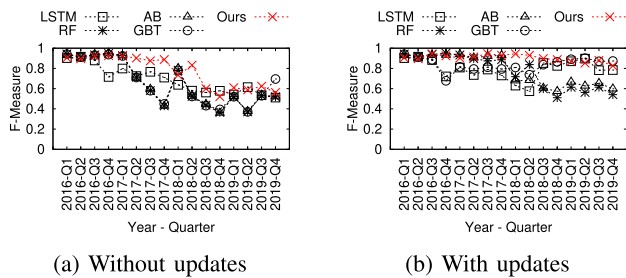 LSTM AB Ours
RF GBT
F-Measure
1
0.8
0.6
0.4
0.2
0
2016-Q1
2016-Q2
2016-Q3
2016-Q4
2017-Q1
2017-Q2
2017-Q3
2017-Q4
2018-Q1
2018-Q2
2018-Q3
2018-Q4
2019-Q1
2019-Q2
2019-Q3
2019-Q4
Year - Quarter
(a) Without updates
LSTM AB Ours
RF GBT
F-Measure
1
0.8
0.6
0.4
0.2
0
2016-Q1
2016-Q2
2016-Q3
2016-Q4
2017-Q1
2017-Q2
2017-Q3
2017-Q4
2018-Q1
2018-Q2
2018-Q3
2018-Q4
2019-Q1
2019-Q2
2019-Q3
2019-Q4
Year - Quarter
(b) With updates